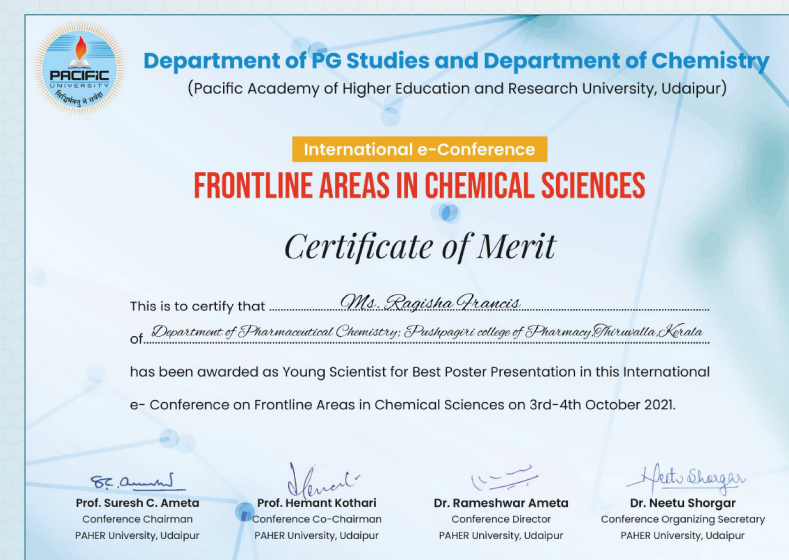 PACIFIC
UNIVERSITY
Department of PG Studies and Department of Chemistry
(Pacific Academy of Higher Education and Research University, Udaipur)
International e-Conference
FRONTLINE AREAS IN CHEMICAL SCIENCES
Certificate of Merit
This is to certify that Ms. Ragisha Francis
of Department of Pharmaceutical Chemistry; Pushpagiri college of Pharmacy,Thiruvalla,Kerala
has been awarded as Young Scientist for Best Poster Presentation in this International
e- Conference on Frontline Areas in Chemical Sciences on 3rd-4th October 2021.
Neetu Shorgar
Prof. Suresh C. Ameta Prof. Hemant Kothari Dr. Rameshwar Ameta Dr. Neetu Shorgar
Conference Chairman Conference Co-Chairman Conference Director Conference Organizing Secretary
PAHER University, Udaipur PAHER University, Udaipur PAHER University, Udaipur PAHER University, Udaipur